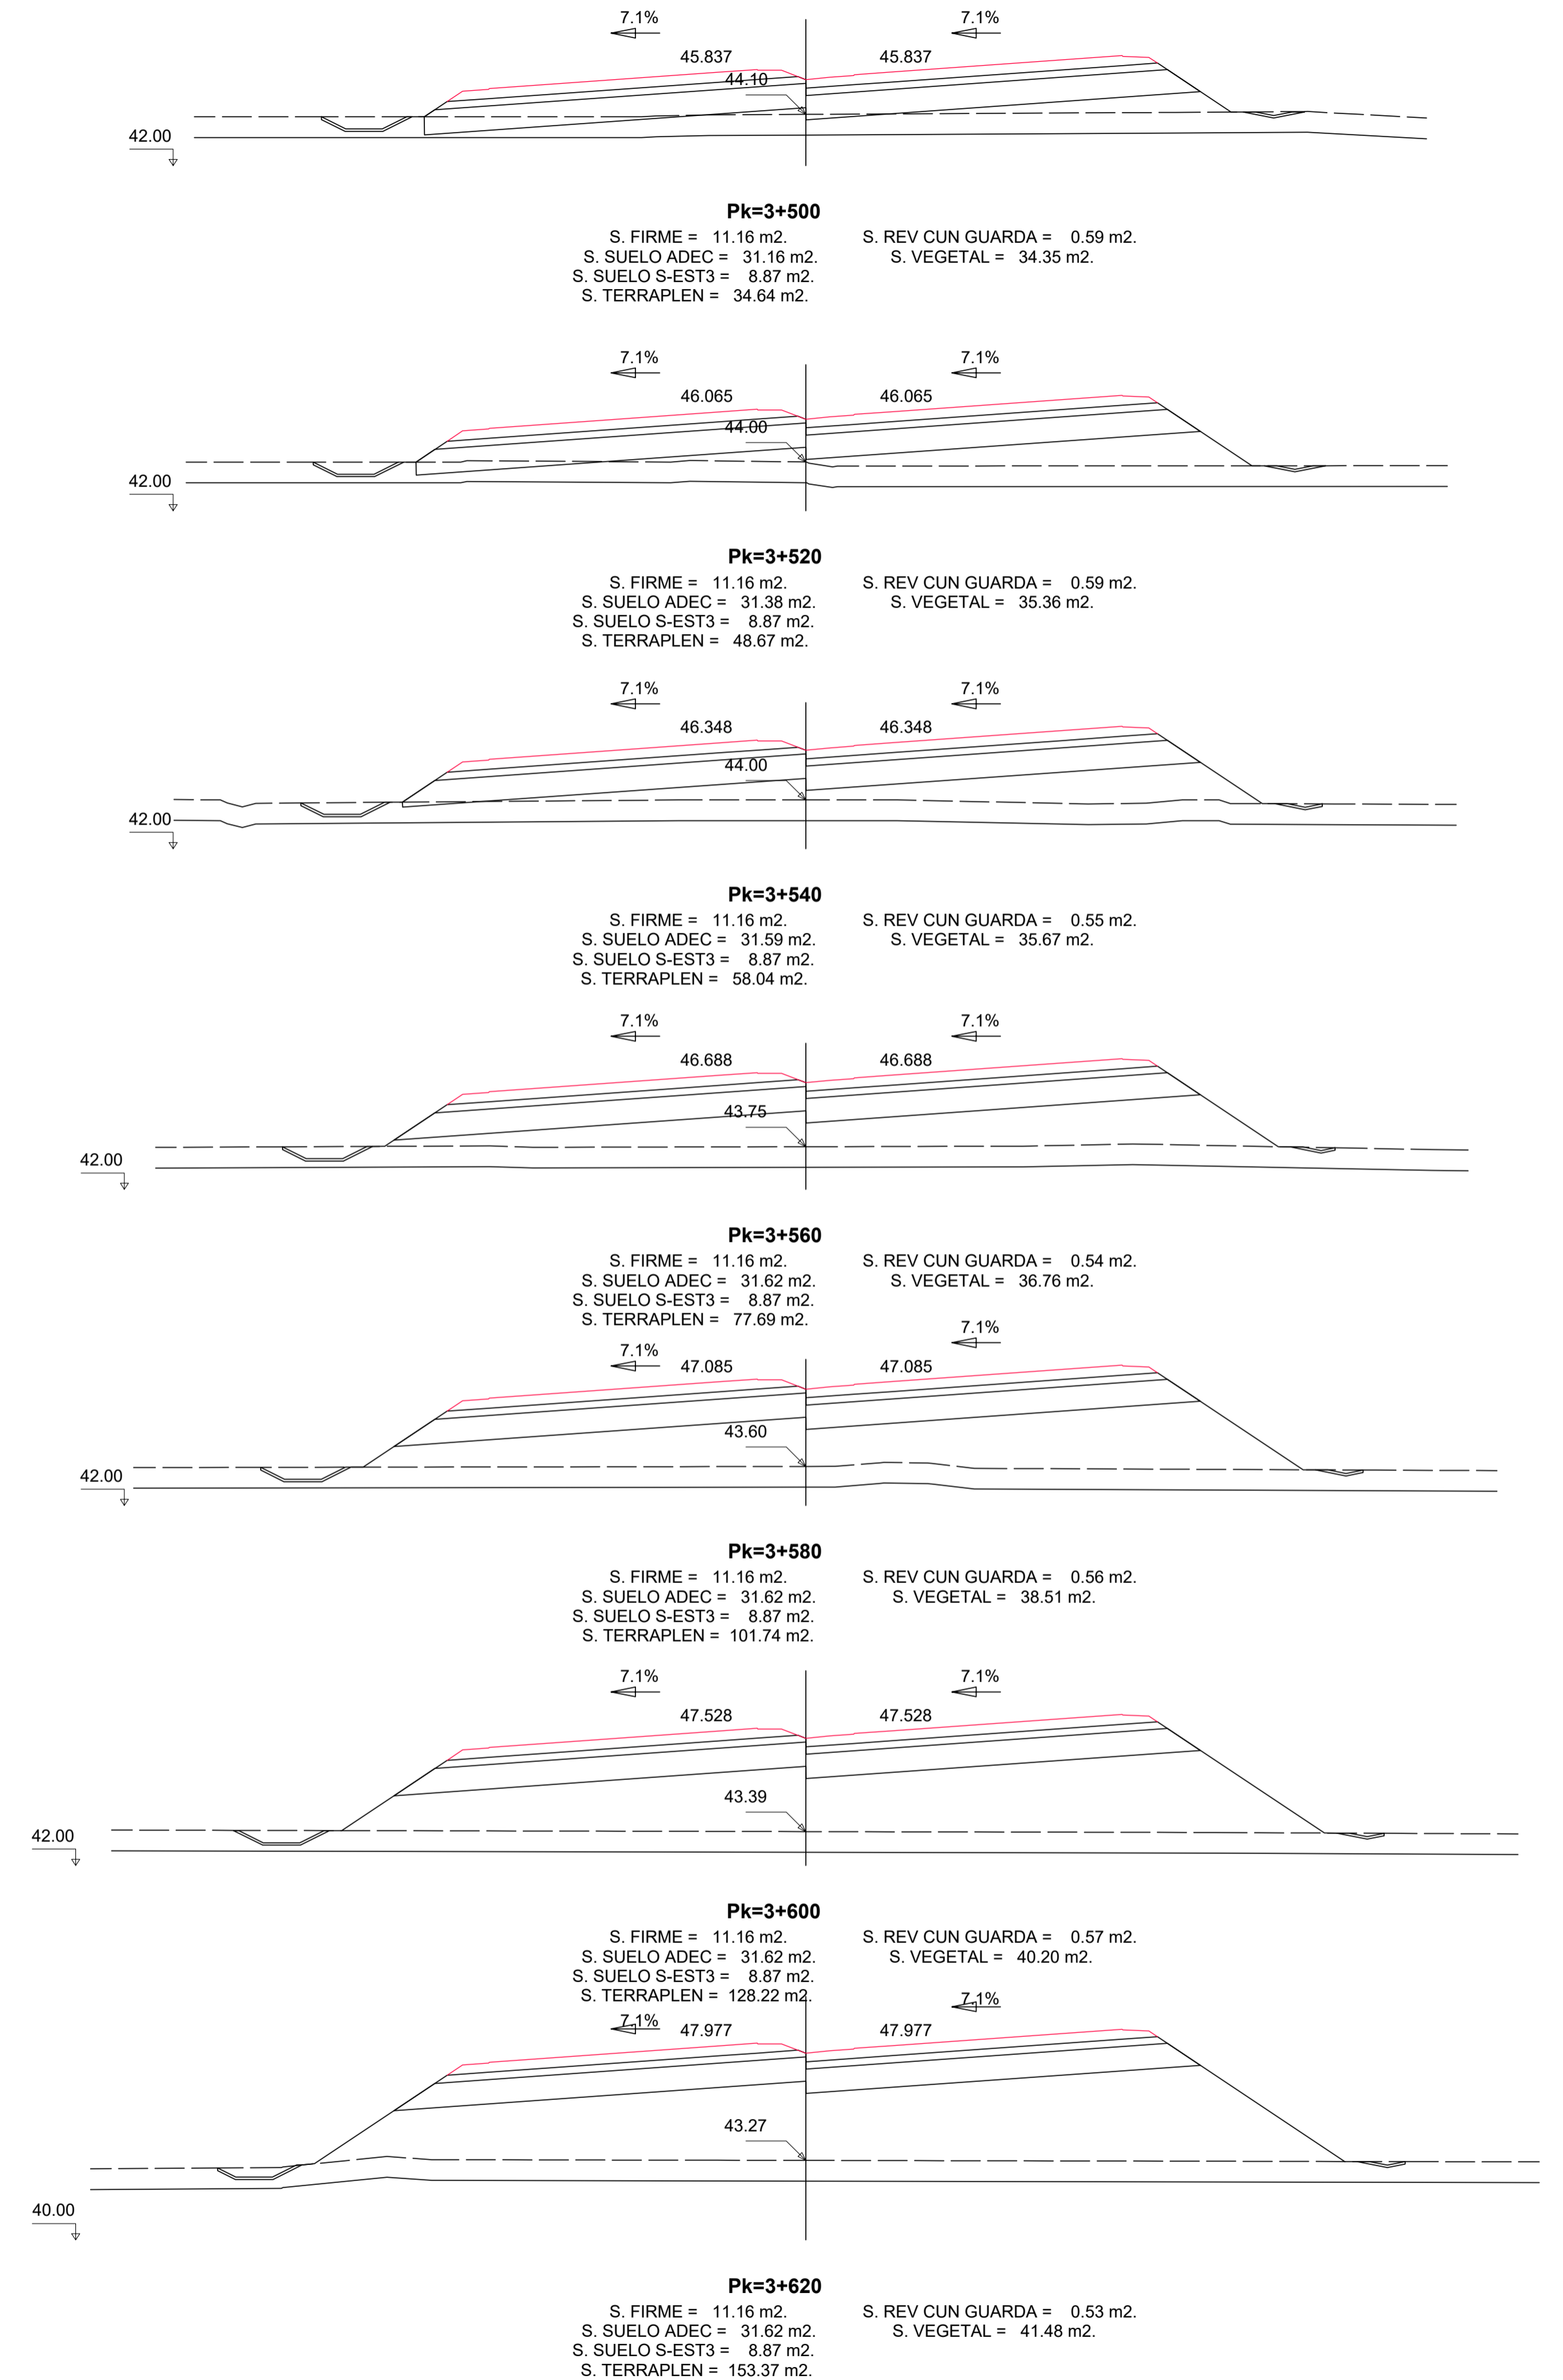 7.1% 7.1%
45.837 45.837
44.10
42.00
Pk=3+500
S. FIRME = 11.16 m2. S. REV CUN GUARDA = 0.59 m2.
S. SUELO ADEC = 31.16 m2. S. VEGETAL = 34.35 m2.
S. SUELO S-EST3 = 8.87 m2.
S. TERRAPLEN = 34.64 m2.
7.1% 7.1%
46.065 46.065
44.00
42.00
Pk=3+520
S. FIRME = 11.16 m2. S. REV CUN GUARDA = 0.59 m2.
S. SUELO ADEC = 31.38 m2. S. VEGETAL = 35.36 m2.
S. SUELO S-EST3 = 8.87 m2.
S. TERRAPLEN = 48.67 m2.
7.1% 7.1%
46.348 46.348
44.00
42.00
Pk=3+540
S. FIRME = 11.16 m2. S. REV CUN GUARDA = 0.55 m2.
S. SUELO ADEC = 31.59 m2. S. VEGETAL = 35.67 m2.
S. SUELO S-EST3 = 8.87 m2.
S. TERRAPLEN = 58.04 m2.
7.1% 7.1%
46.688 46.688
43.75
42.00
Pk=3+560
S. FIRME = 11.16 m2. S. REV CUN GUARDA = 0.54 m2.
S. SUELO ADEC = 31.62 m2. S. VEGETAL = 36.76 m2.
S. SUELO S-EST3 = 8.87 m2.
S. TERRAPLEN = 77.69 m2.
7.1% 7.1%
47.085 47.085
43.60
42.00
Pk=3+580
S. FIRME = 11.16 m2. S. REV CUN GUARDA = 0.56 m2.
S. SUELO ADEC = 31.62 m2. S. VEGETAL = 38.51 m2.
S. SUELO S-EST3 = 8.87 m2.
S. TERRAPLEN = 101.74 m2.
7.1% 7.1%
47.528 47.528
43.39
42.00
Pk=3+600
S. FIRME = 11.16 m2. S. REV CUN GUARDA = 0.57 m2.
S. SUELO ADEC = 31.62 m2. S. VEGETAL = 40.20 m2.
S. SUELO S-EST3 = 8.87 m2.
S. TERRAPLEN = 128.22 m2.
7.1% 7.1%
47.977 47.977
43.27
40.00
Pk=3+620
S. FIRME = 11.16 m2. S. REV CUN GUARDA = 0.53 m2.
S. SUELO ADEC = 31.62 m2. S. VEGETAL = 41.48 m2.
S. SUELO S-EST3 = 8.87 m2.
S. TERRAPLEN = 153.37 m2.